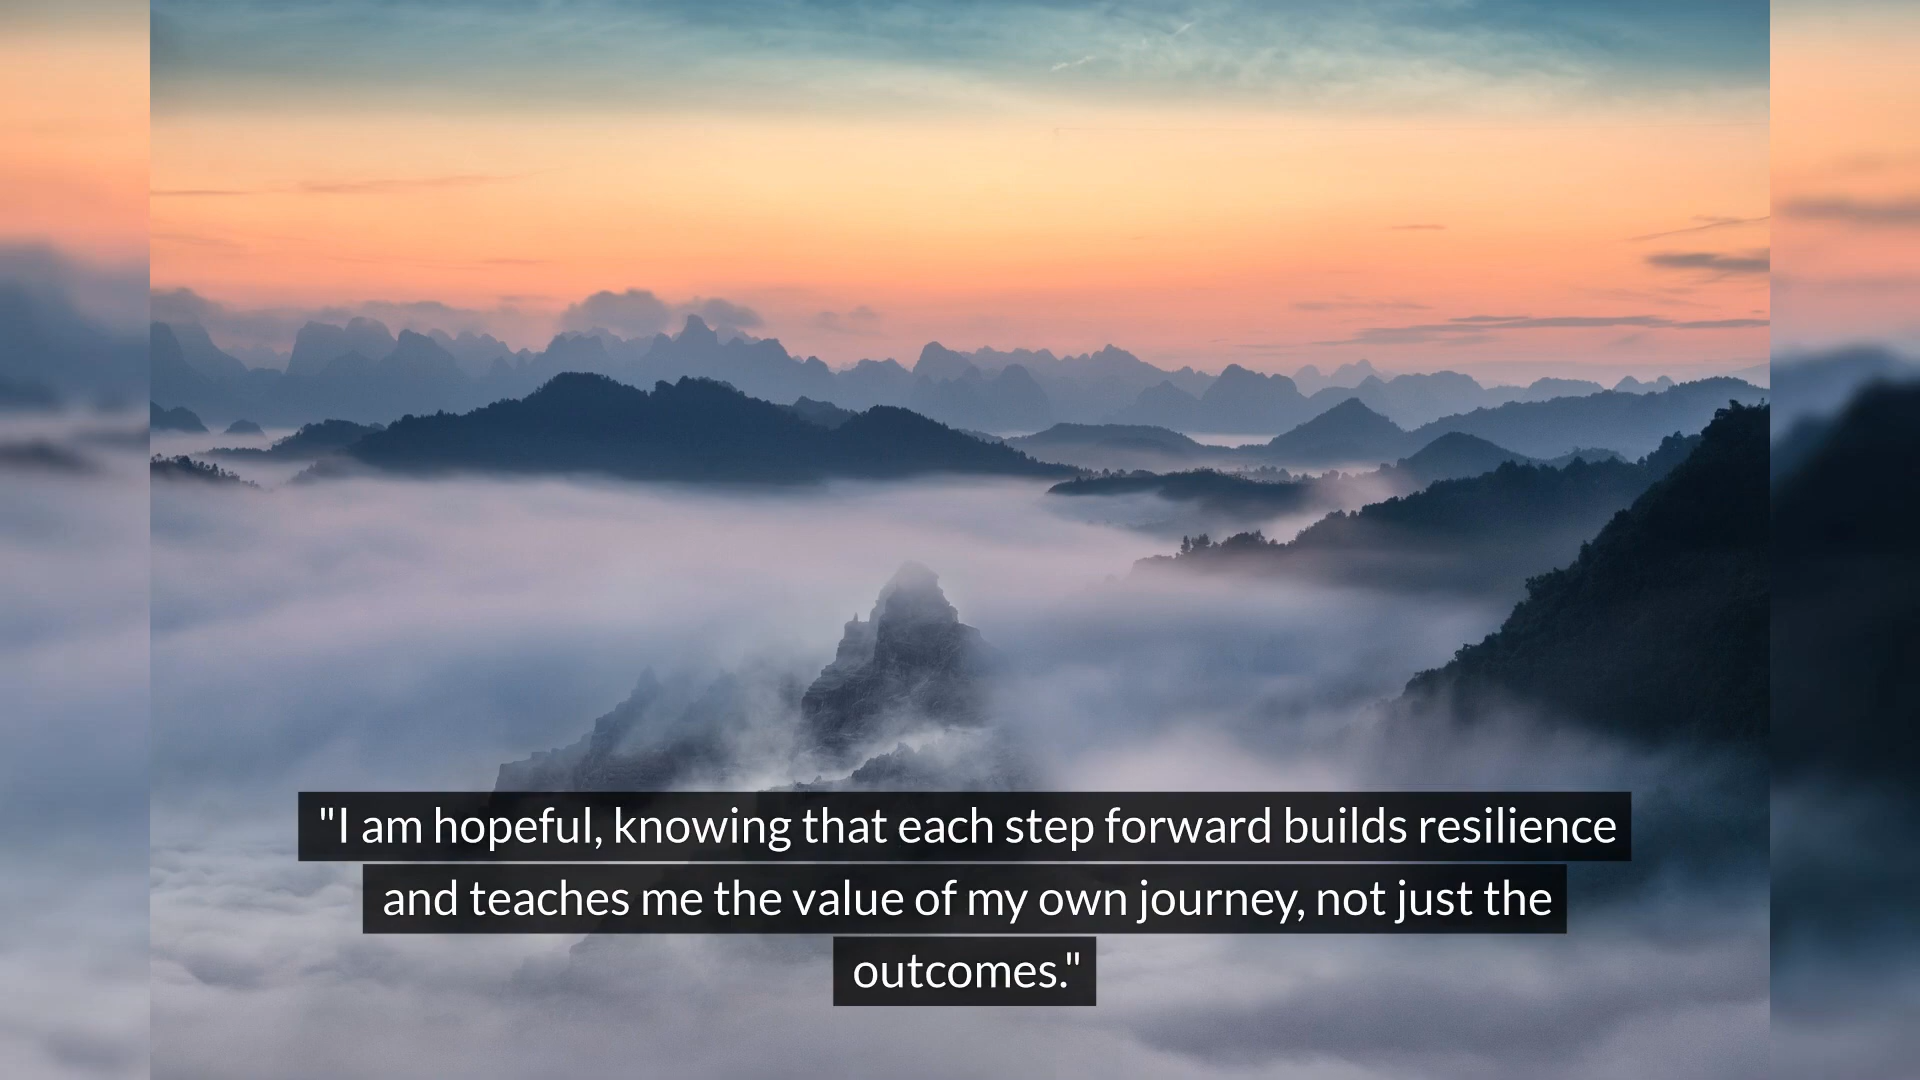 "I am hopeful, knowing that each step forward builds resilience
and teaches me the value of my own journey, not just the
outcomes."